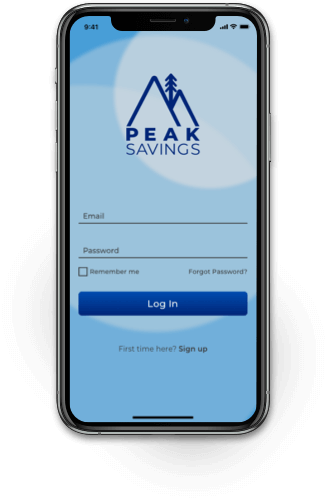 9:41
PEAK
SAVINGS
Email
Password
Remember me Forgot Password?
Log In
First time here? Sign up